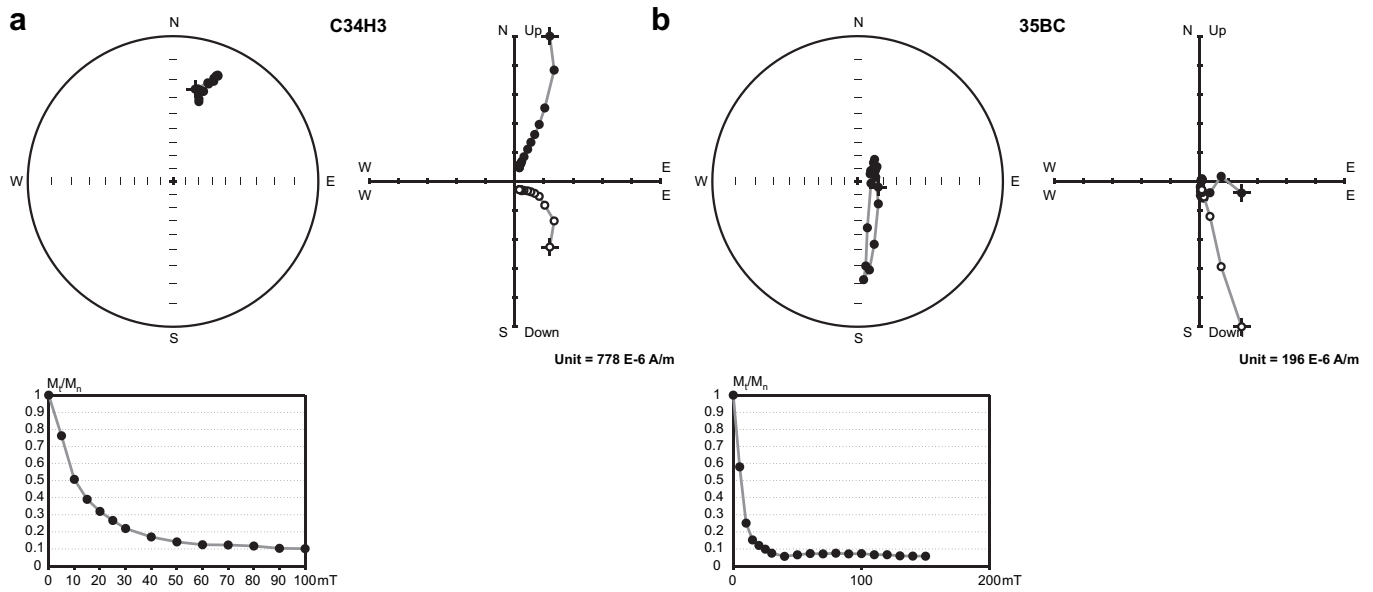 a
C34H3
N
W
E
S
N
Up
W
E
W
E
S
Down
Unit = 778 E-6 A/m
Mt/Mn
1
0.9
0.8
0.7
0.6
0.5
0.4
0.3
0.2
0.1
0
0 10 20 30 40 50 60 70 80 90 100mT
b
35BC
N
W
E
S
N
Up
W
E
W
E
S
Down
Unit = 196 E-6 A/m
Mt/Mn
1
0.9
0.8
0.7
0.6
0.5
0.4
0.3
0.2
0.1
0
0 100 200mT